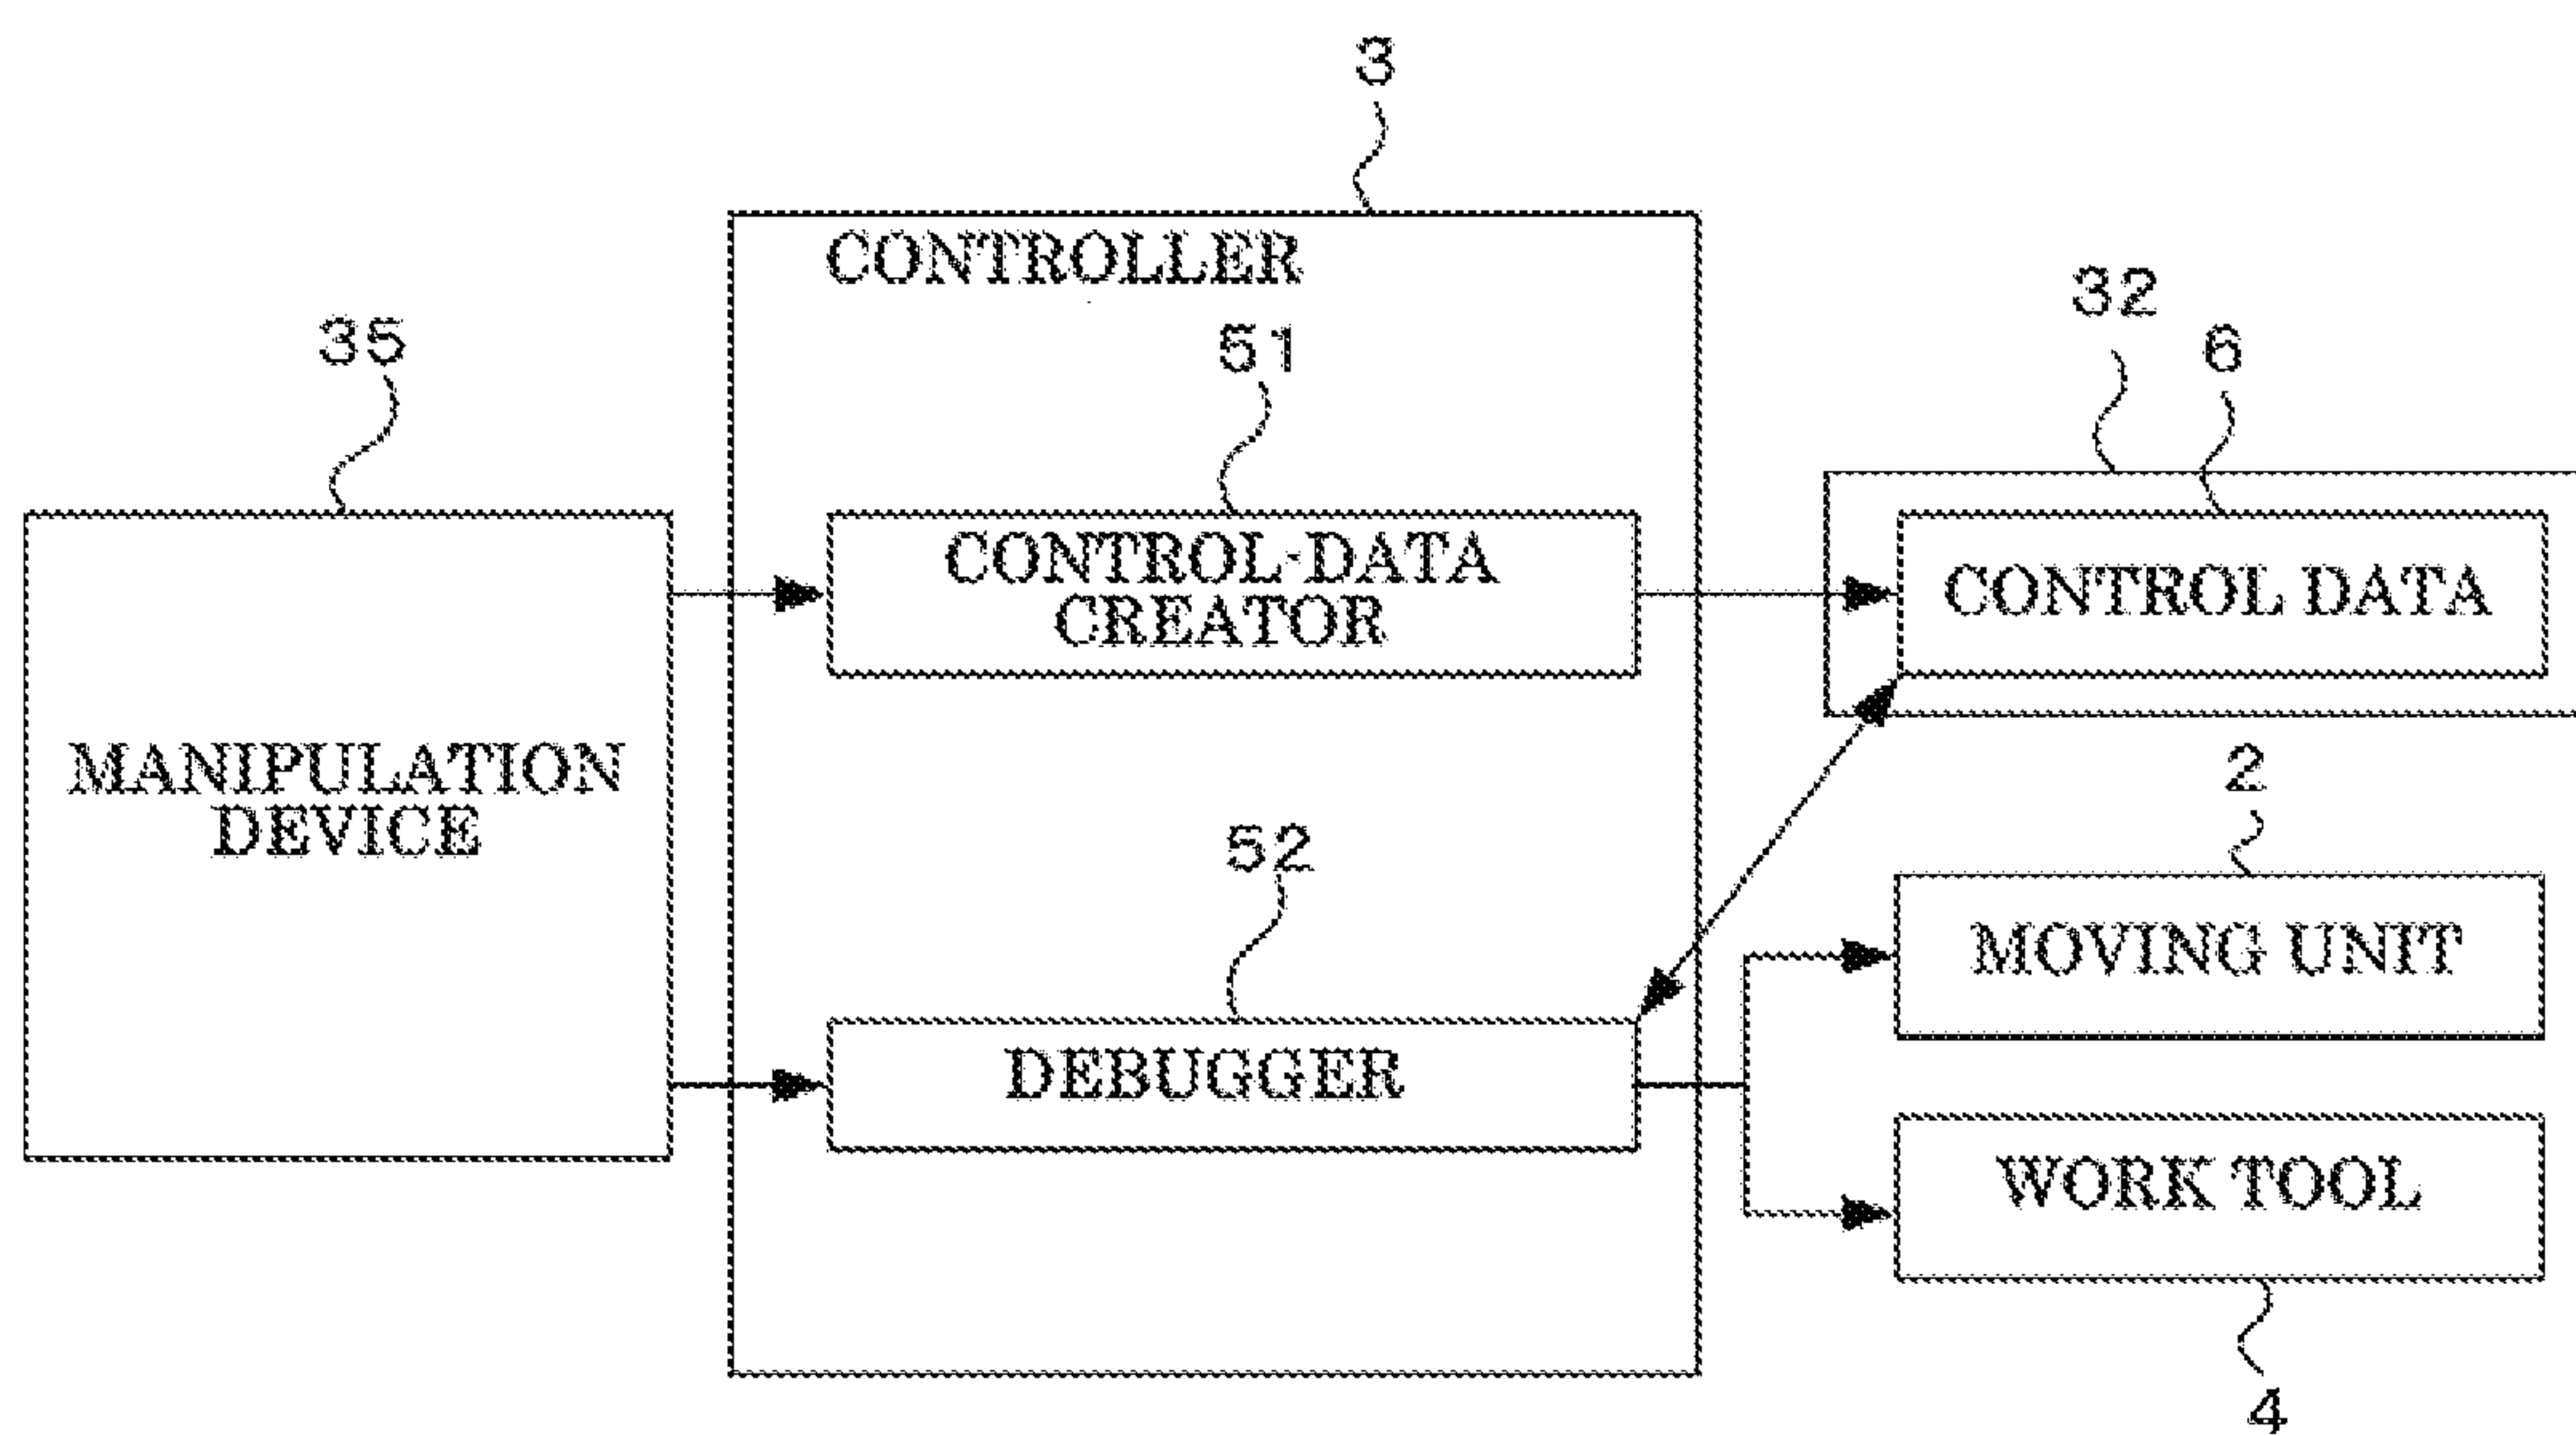 3
CONTROLLER
35
51
32
6
CONTROL-DATA
CREATOR
CONTROL DATA
MANIPULATION
DEVICE
2
52
MOVING UNIT
DEBUGGER
WORK TOOL
4